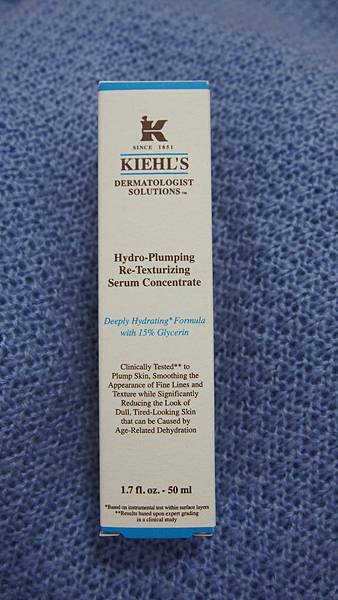 K
SINCE 1851
KIEHL'S
DERMATOLOGIST
SOLUTIONS™
Hydro-Plumping
Re-Texturizing
Serum Concentrate
Deeply Hydrating* Formula
with 15% Glycerin
Clinically Tested** to
Plump Skin, Smoothing the
Appearance of Fine Lines and
Texture while Significantly
Reducing the Look of
Dull, Tired-Looking Skin
that can be Caused by
Age-Related Dehydration
1.7 fl. oz. - 50 ml
*Based on instrumental test within surface layers
**Results based upon expert grading
in a clinical study